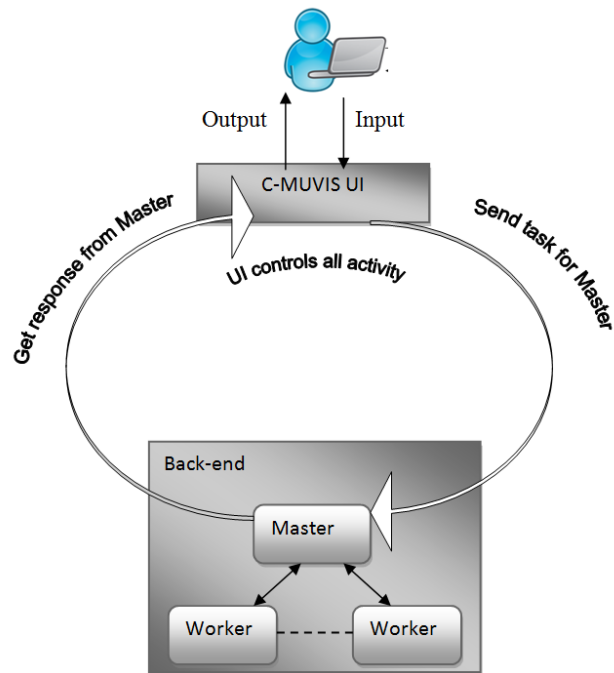 Output
Input
C-MUVIS UI
Get response from Master
UI controls all activity
Send task for Master
Back-end
Master
Worker
Worker